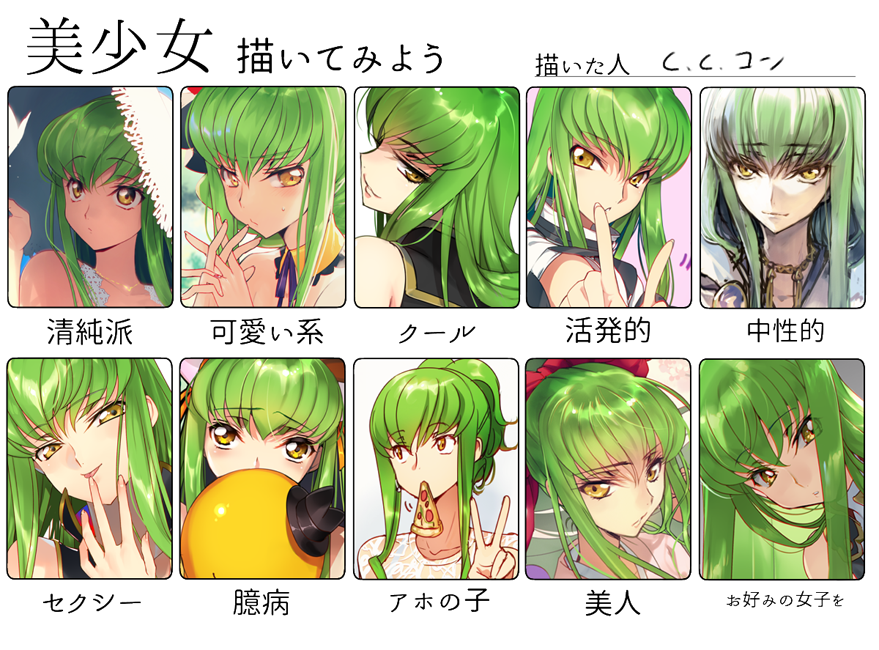 美少女 描いてみよう
描いた人 C.C.コン
清純派
可愛い系
クール
活発的
中性的
セクシー
臆病
アホの子
美人
お好みの女子を